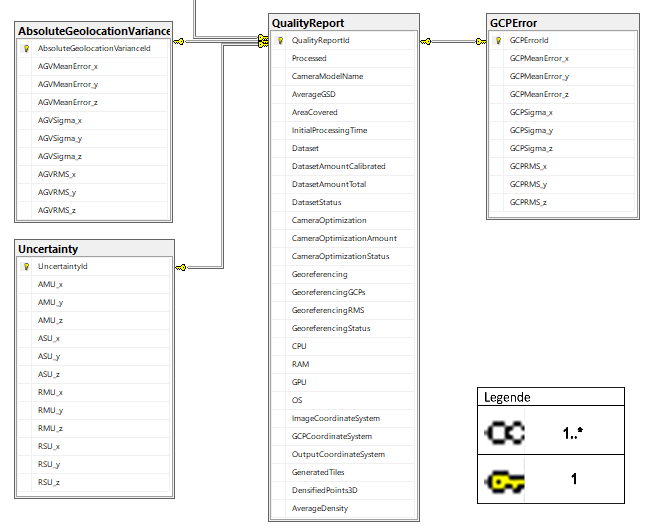 AbsoluteGeolocationVariance
AbsoluteGeolocationVarianceId
AGVMeanError_x
AGVMeanError_y
AGVMeanError_z
AGVSigma_x
AGVSigma_y
AGVSigma_z
AGVRMS_x
AGVRMS_y
AGVRMS_z
Uncertainty
UncertaintyId
AMU_x
AMU_y
AMU_z
ASU_x
ASU_y
ASU_z
RMU_x
RMU_y
RMU_z
RSU_x
RSU_y
RSU_z
QualityReport
QualityReportId
Processed
CameraModelName
AverageGSD
AreaCovered
InitialProcessingTime
Dataset
DatasetAmountCalibrated
DatasetAmountTotal
DatasetStatus
CameraOptimization
CameraOptimizationAmount
CameraOptimizationStatus
Georeferencing
GeoreferencingGCPs
GeoreferencingRMS
GeoreferencingStatus
CPU
RAM
GPU
OS
ImageCoordinateSystem
GCPCoordinateSystem
OutputCoordinateSystem
GeneratedTiles
DensifiedPoints3D
AverageDensity
GCPError
GCPErrorId
GCPMeanError_x
GCPMeanError_y
GCPMeanError_z
GCPSigma_x
GCPSigma_y
GCPSigma_z
GCPRMS_x
GCPRMS_y
GCPRMS_z
Legende
1..*
1